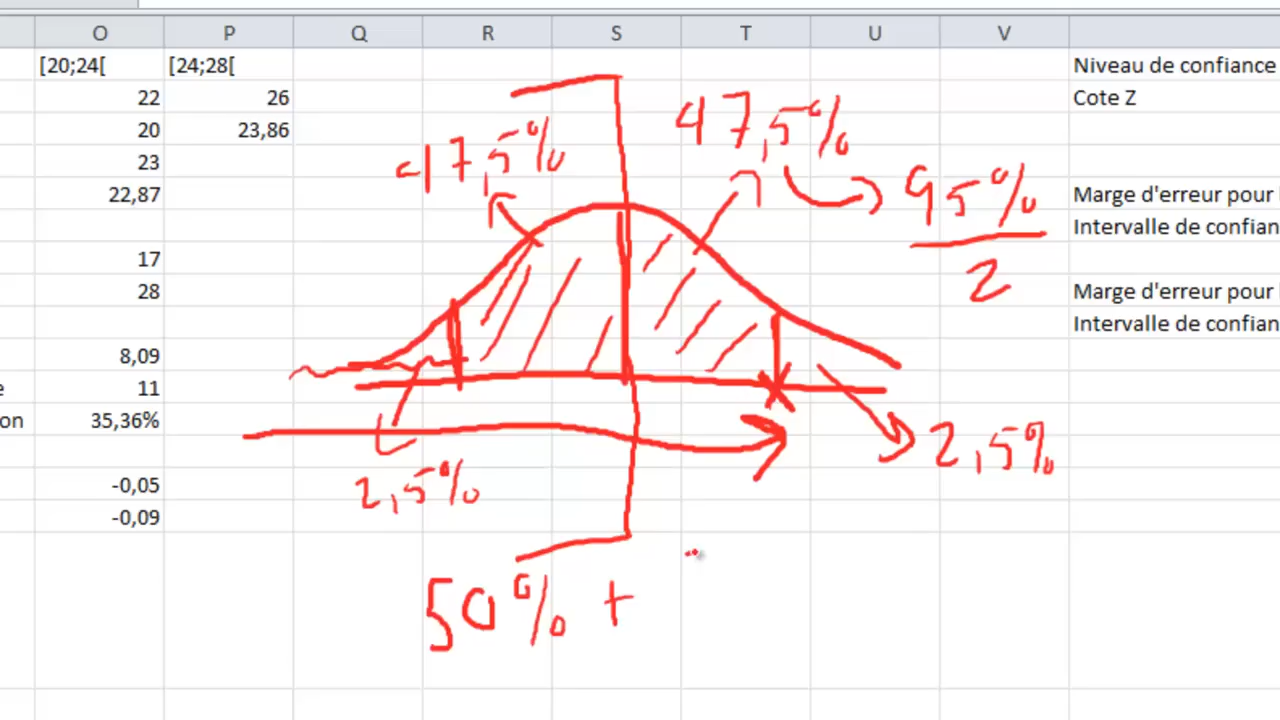 O P Q R S T U V
[20;24[ [24;28[ Niveau de confiance
22 26 Cote Z
20 23,86
23
22,87 Marge d'erreur pour
Intervalle de confian
17
28 Marge d'erreur pour
Intervalle de confian
8,09
e 11
on 35,36%
-0,05
-0,09
47,5%
47,5%
95%
2
2,5%
2,5%
50% +